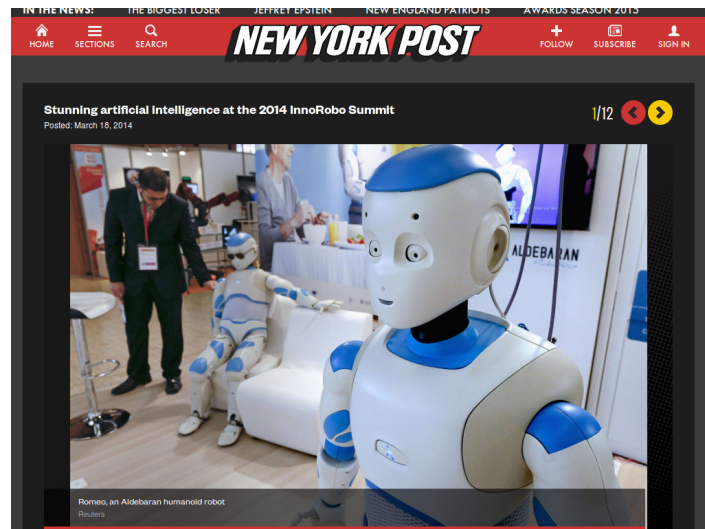 IN THE NEWS: THE BIGGEST LOSER JEFFREY EPSTEIN NEW ENGLAND PATRIOTS AWARDS SEASON 2015
HOME SECTIONS SEARCH NEW YORK POST FOLLOW SUBSCRIBE SIGN IN
Stunning artificial intelligence at the 2014 InnoRobo Summit
1/12
Posted: March 18, 2014
ALDEBARAN
Romeo, an Aldebaran humanoid robot
Reuters